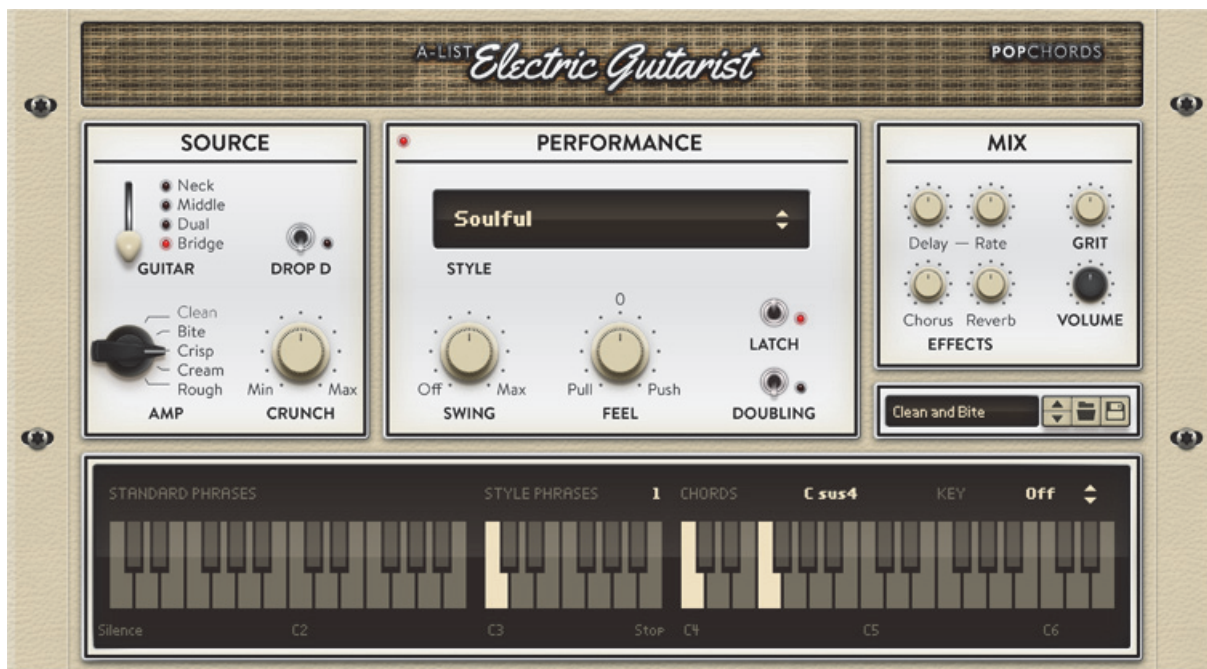 A-LIST Electric Guitarist POPCHORDS
SOURCE
Neck
Middle
Dual
Bridge
GUITAR
DROP D
Clean
Bite
Crisp
Cream
Rough
AMP
Min Max
CRUNCH
PERFORMANCE
Soulful
STYLE
Off Max
SWING
0
Pull Push
FEEL
LATCH
DOUBLING
MIX
Delay — Rate
GRIT
Chorus Reverb
EFFECTS
VOLUME
Clean and Bite
STANDARD PHRASES STYLE PHRASES 1 CHORDS C sus4 KEY Off
Silence C2 C3 Stop C4 C5 C6